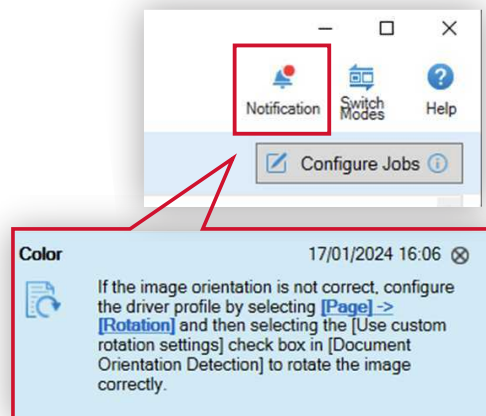 Notification
Switch
Modes
Help
Configure Jobs
Color
17/01/2024 16:06
If the image orientation is not correct, configure
the driver profile by selecting [Page] ->
[Rotation] and then selecting the [Use custom
rotation settings] check box in [Document
Orientation Detection] to rotate the image
correctly.